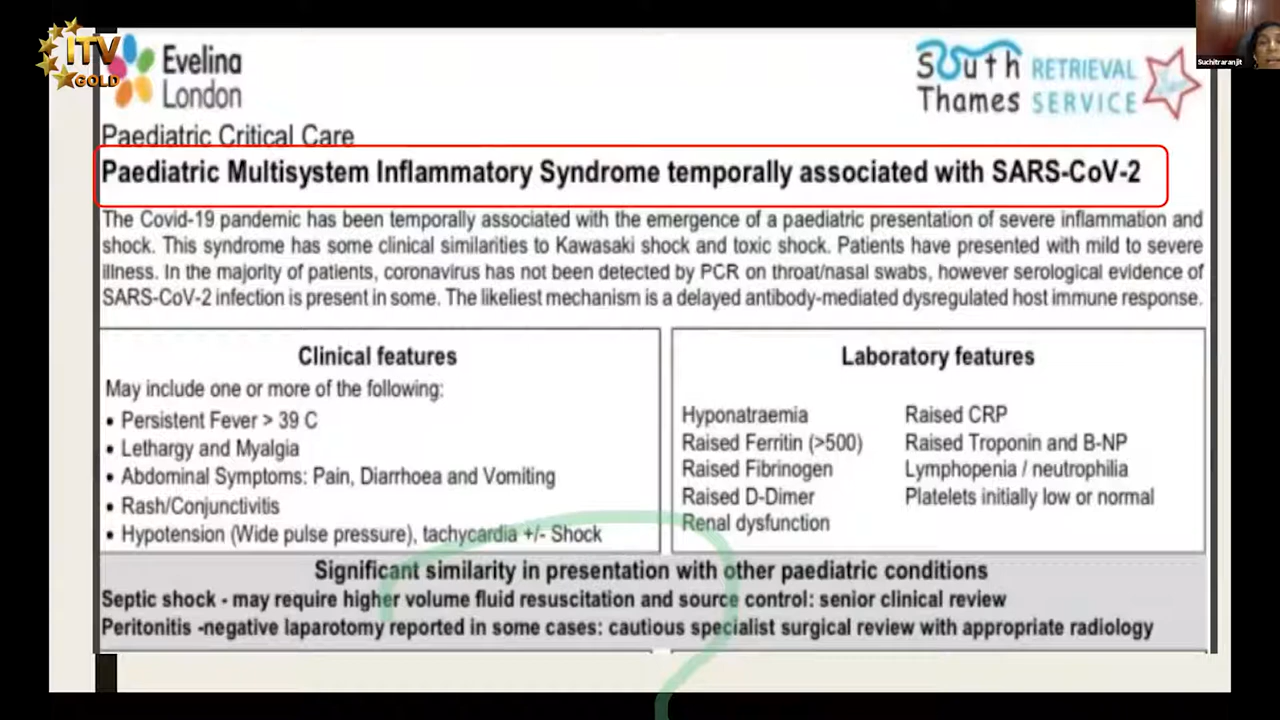 ITV
GOLD
Evelina
London
South
Thames
RETRIEVAL
SERVICE
Suchitraranjit
Paediatric Critical Care
Paediatric Multisystem Inflammatory Syndrome temporally associated with SARS-CoV-2
The Covid-19 pandemic has been temporally associated with the emergence of a paediatric presentation of severe inflammation and
shock. This syndrome has some clinical similarities to Kawasaki shock and toxic shock. Patients have presented with mild to severe
illness. In the majority of patients, coronavirus has not been detected by PCR on throat/nasal swabs, however serological evidence of
SARS-CoV-2 infection is present in some. The likeliest mechanism is a delayed antibody-mediated dysregulated host immune response.
Clinical features
May include one or more of the following:
• Persistent Fever > 39 C
• Lethargy and Myalgia
• Abdominal Symptoms: Pain, Diarrhoea and Vomiting
• Rash/Conjunctivitis
• Hypotension (Wide pulse pressure), tachycardia +/- Shock
Laboratory features
Hyponatraemia
Raised Ferritin (>500)
Raised Fibrinogen
Raised D-Dimer
Renal dysfunction
Raised CRP
Raised Troponin and B-NP
Lymphopenia / neutrophilia
Platelets initially low or normal
Significant similarity in presentation with other paediatric conditions
Septic shock - may require higher volume fluid resuscitation and source control: senior clinical review
Peritonitis -negative laparotomy reported in some cases: cautious specialist surgical review with appropriate radiology